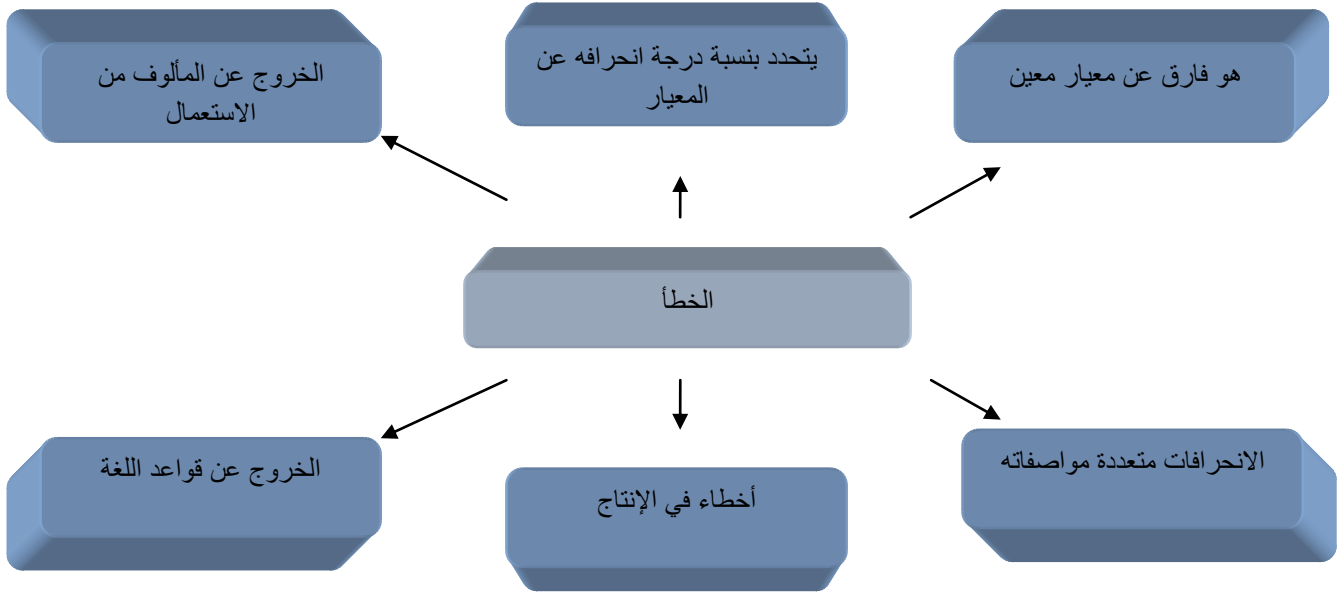 هو فارق عن معيار معين
يتحدد بنسبة درجة انحرافه عن
المعيار
الخروج عن المألوف من
الاستعمال
الخطأ
الانحرافات متعددة مواصفاته
أخطاء في الإنتاج
الخروج عن قواعد اللغة